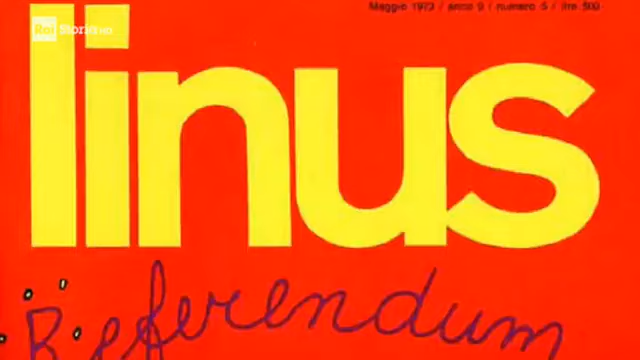 Maggio 1973 / anno 9 / numero 5 / lire 500
Rai Storia HD
linus
Referendum